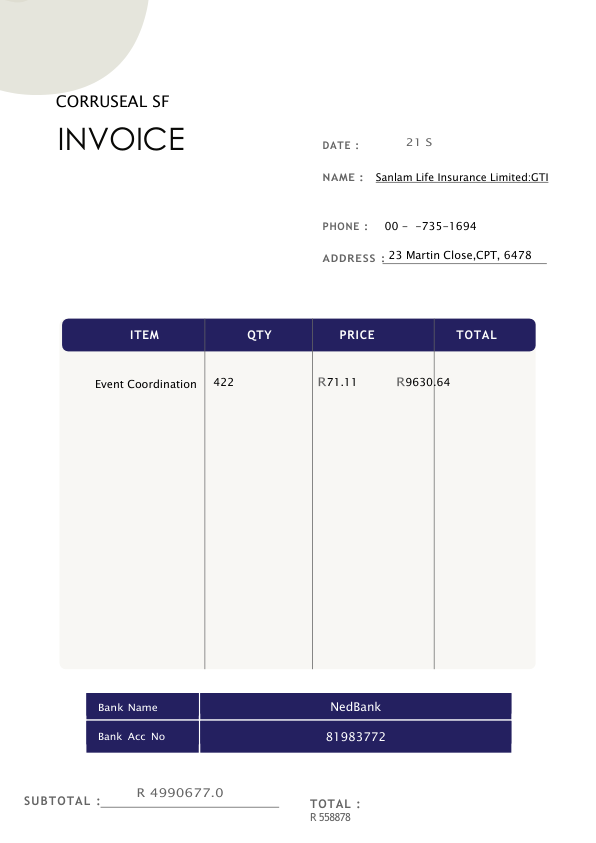 CORRUSEAL SF
INVOICE
DATE : 21 S
NAME : Sanlam Life Insurance Limited:GTI
PHONE : 00 - -735-1694
ADDRESS : 23 Martin Close,CPT, 6478
ITEM QTY PRICE TOTAL
Event Coordination 422 R71.11 R9630.64
Bank Name NedBank
Bank Acc No 81983772
SUBTOTAL : R 4990677.0
TOTAL :
R 558878